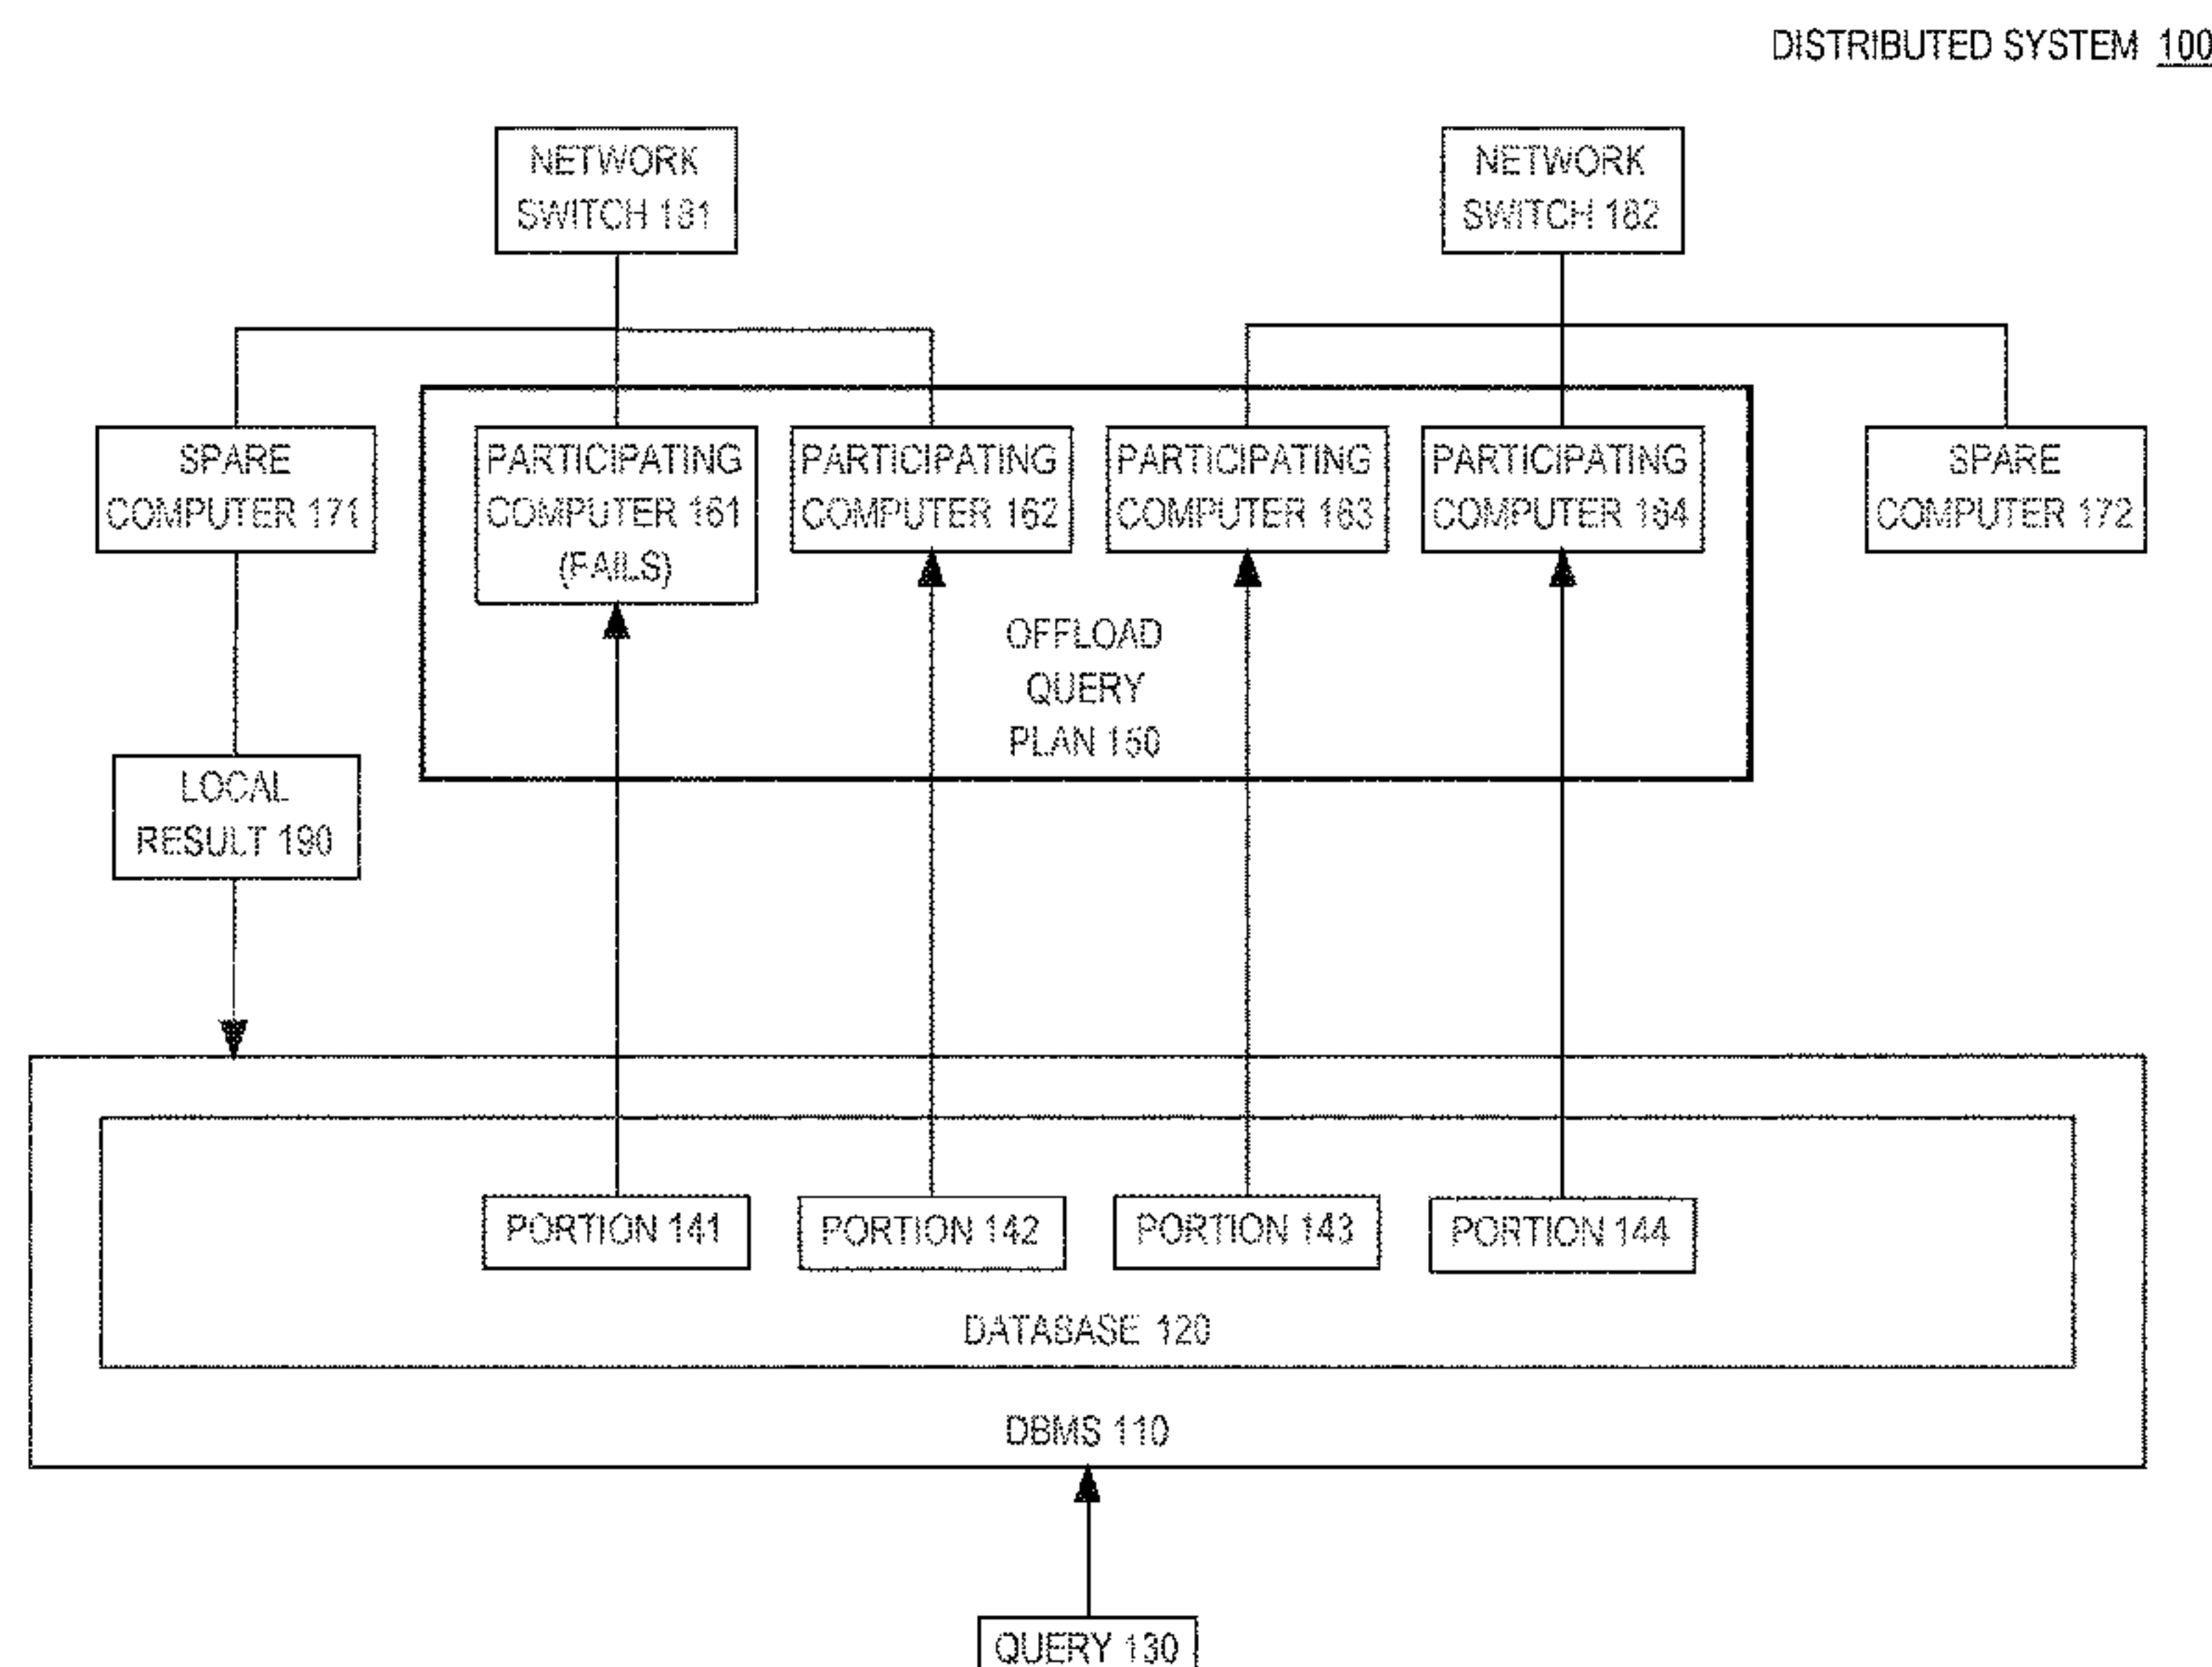 DISTRIBUTED SYSTEM 100
NETWORK
SWITCH 181
NETWORK
SWITCH 182
SPARE
COMPUTER 171
PARTICIPATING
COMPUTER 161
(FAILS)
PARTICIPATING
COMPUTER 162
PARTICIPATING
COMPUTER 163
PARTICIPATING
COMPUTER 164
SPARE
COMPUTER 172
OFFLOAD
QUERY
PLAN 150
LOCAL
RESULT 190
PORTION 141
PORTION 142
PORTION 143
PORTION 144
DATABASE 120
DBMS 110
QUERY 130